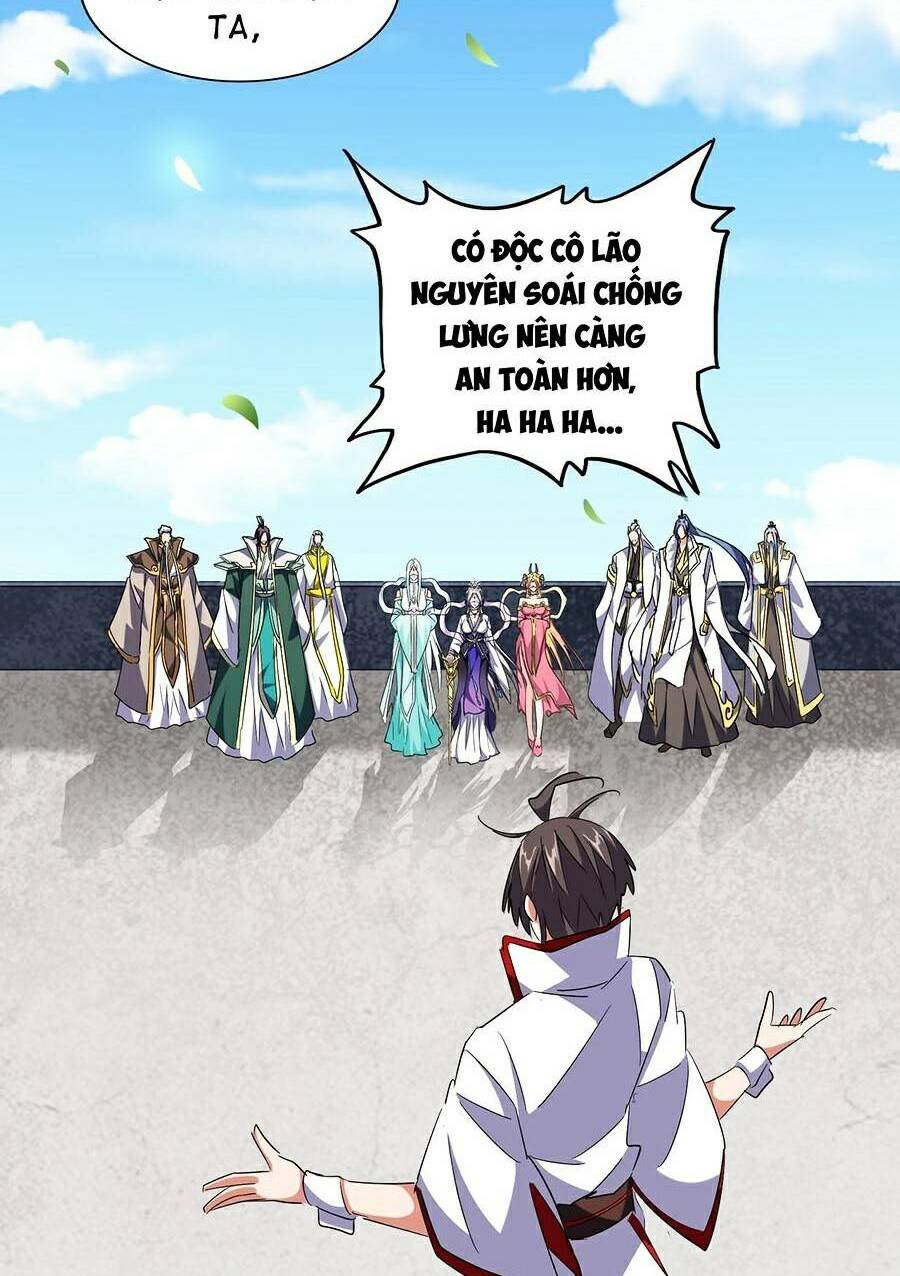 TA,
CÓ ĐỘC CÔ LÃO
NGUYÊN SOÁI CHỐNG
LƯNG NÊN CÀNG
AN TOÀN HƠN,
HA HA HA...